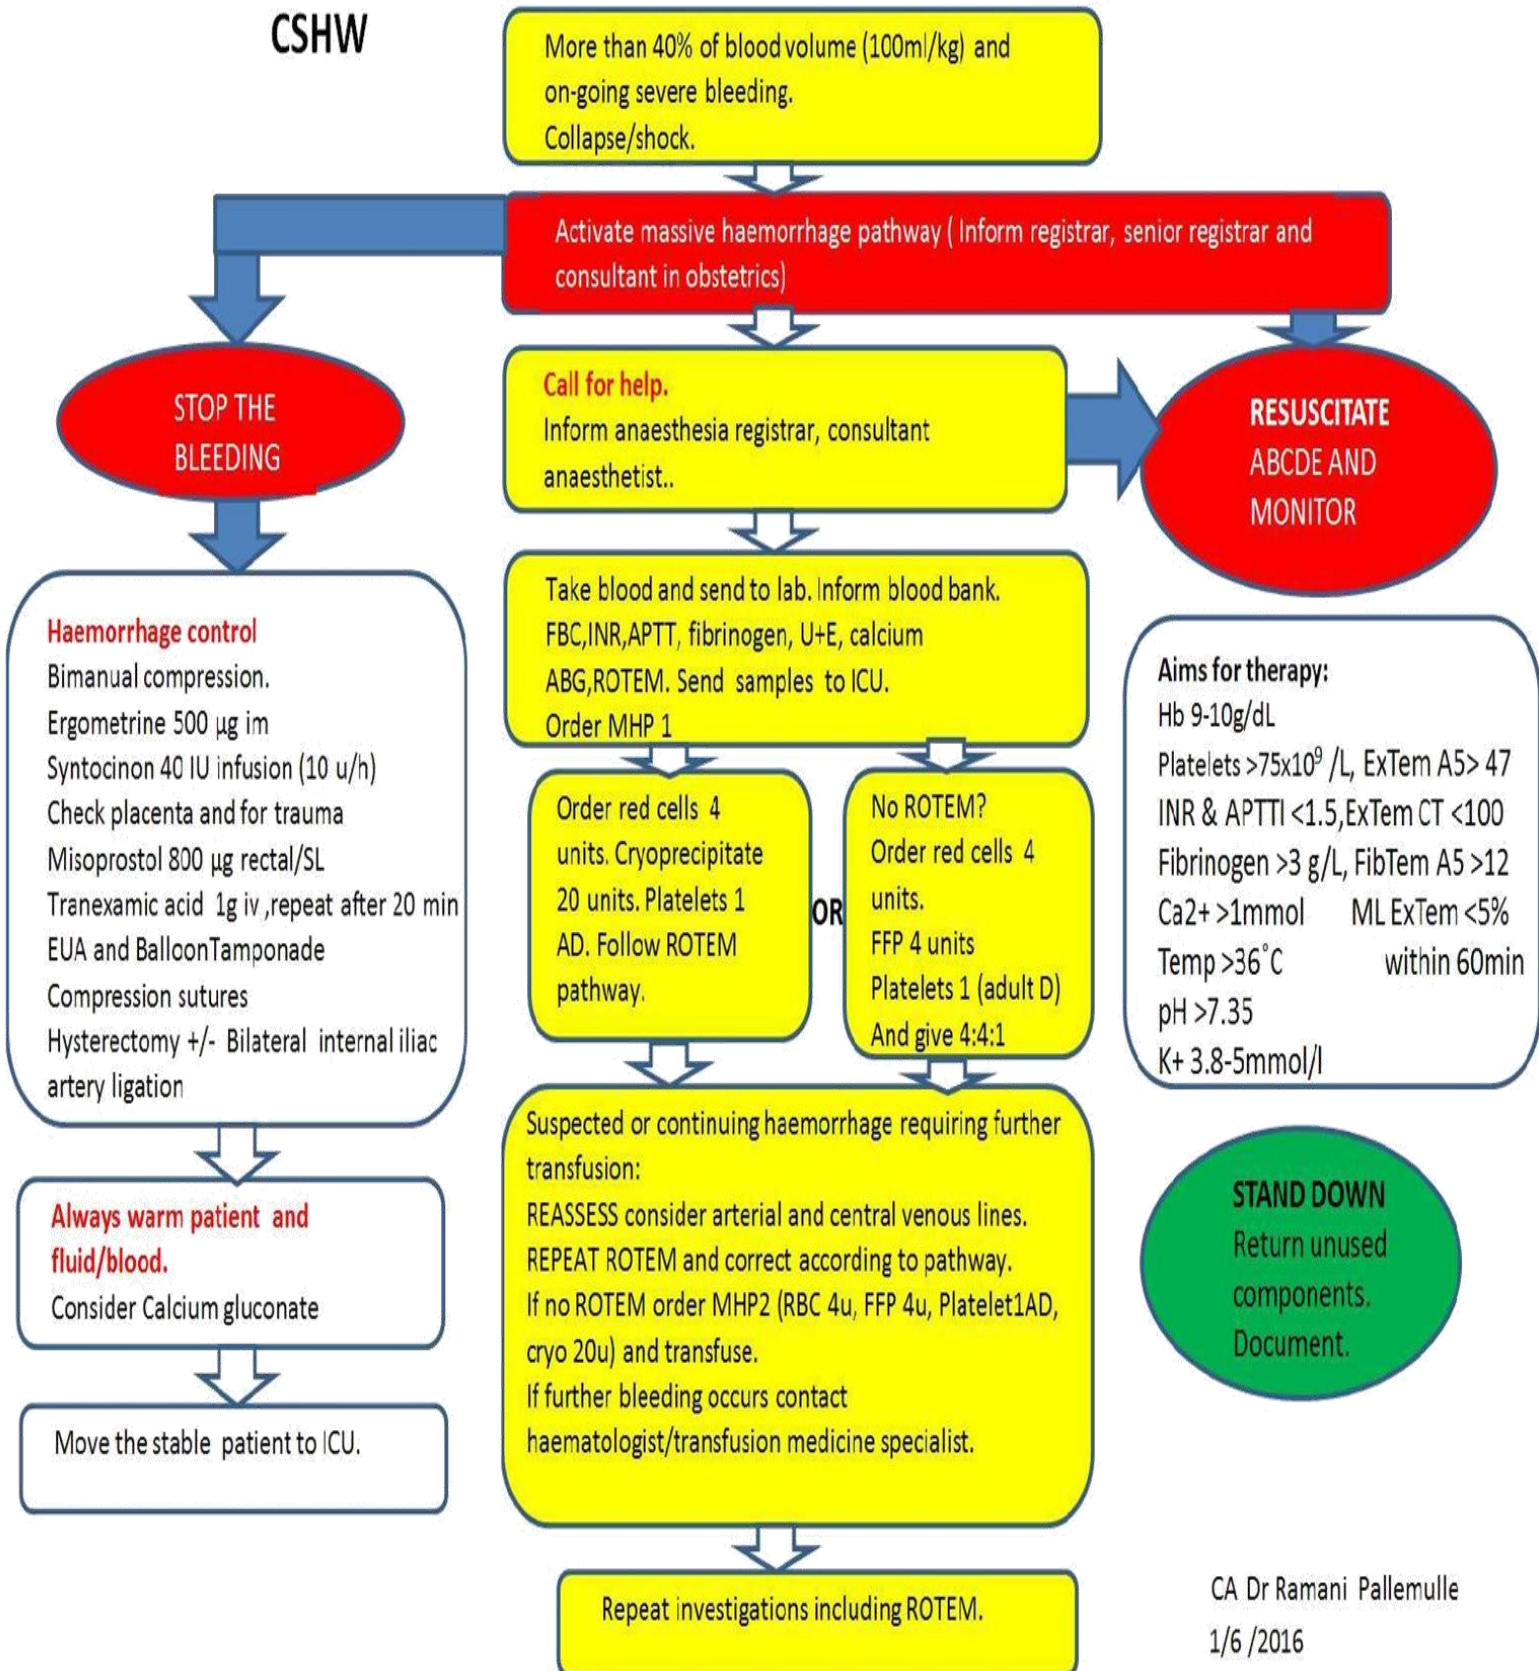 CSHW
More than 40% of blood volume (100ml/kg) and
on-going severe bleeding.
Collapse/shock.
Activate massive haemorrhage pathway ( Inform registrar, senior registrar and
consultant in obstetrics)
STOP THE
BLEEDING
Call for help.
Inform anaesthesia registrar, consultant
anaesthetist..
RESUSCITATE
ABCDE AND
MONITOR
Haemorrhage control
Bimanual compression.
Ergometrine 500 µg im
Syntocinon 40 IU infusion (10 u/h)
Check placenta and for trauma
Misoprostol 800 µg rectal/SL
Tranexamic acid 1g iv ,repeat after 20 min
EUA and BalloonTamponade
Compression sutures
Hysterectomy +/- Bilateral internal iliac
artery ligation
Take blood and send to lab. Inform blood bank.
FBC,INR,APTT, fibrinogen, U+E, calcium
ABG,ROTEM. Send samples to ICU.
Order MHP 1
Order red cells 4
units. Cryoprecipitate
20 units. Platelets 1
AD. Follow ROTEM
pathway.
OR
No ROTEM?
Order red cells 4
units.
FFP 4 units
Platelets 1 (adult D)
And give 4:4:1
Aims for therapy:
Hb 9-10g/dL
Platelets >75x10⁹ /L, ExTem A5> 47
INR & APTTI <1.5,ExTem CT <100
Fibrinogen >3 g/L, FibTem A5 >12
Ca2+ >1mmol ML ExTem <5%
Temp >36°C within 60min
pH >7.35
K+ 3.8-5mmol/l
Always warm patient and
fluid/blood.
Consider Calcium gluconate
Move the stable patient to ICU.
Suspected or continuing haemorrhage requiring further
transfusion:
REASSESS consider arterial and central venous lines.
REPEAT ROTEM and correct according to pathway.
If no ROTEM order MHP2 (RBC 4u, FFP 4u, Platelet1AD,
cryo 20u) and transfuse.
If further bleeding occurs contact
haematologist/transfusion medicine specialist.
STAND DOWN
Return unused
components.
Document.
Repeat investigations including ROTEM.
CA Dr Ramani Pallemulle
1/6 /2016